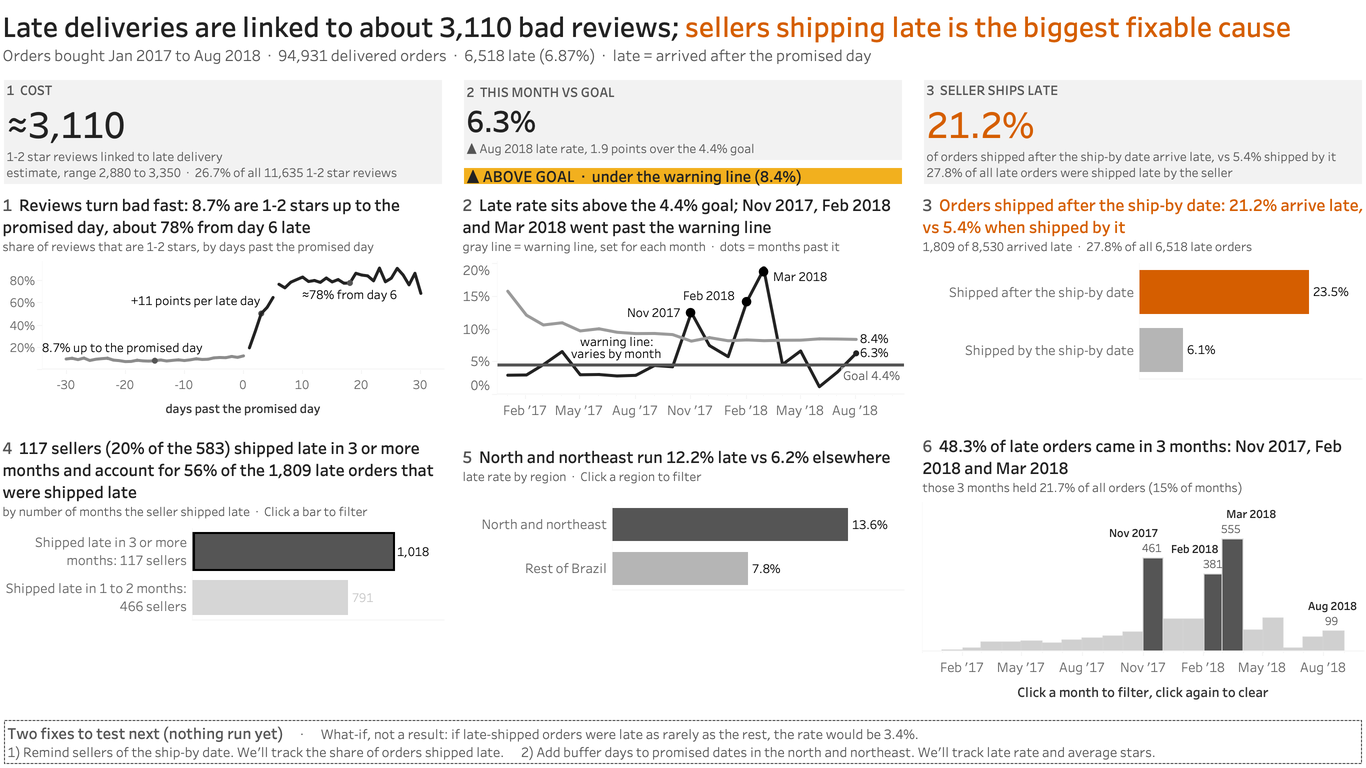 Late deliveries are linked to about 3,110 bad reviews; sellers shipping late is the biggest fixable cause
Orders bought Jan 2017 to Aug 2018 · 94,931 delivered orders · 6,518 late (6.87%) · late = arrived after the promised day
1 COST
≈3,110
1-2 star reviews linked to late delivery
estimate, range 2,880 to 3,350 · 26.7% of all 11,635 1-2 star reviews
2 THIS MONTH VS GOAL
6.3%
▲ Aug 2018 late rate, 1.9 points over the 4.4% goal
▲ ABOVE GOAL · under the warning line (8.4%)
3 SELLER SHIPS LATE
21.2%
of orders shipped after the ship-by date arrive late, vs 5.4% shipped by it
27.8% of all late orders were shipped late by the seller
1 Reviews turn bad fast: 8.7% are 1-2 stars up to the
promised day, about 78% from day 6 late
share of reviews that are 1-2 stars, by days past the promised day
80%
60%
40%
20%
+11 points per late day
≈78% from day 6
8.7% up to the promised day
-30 -20 -10 0 10 20 30
days past the promised day
2 Late rate sits above the 4.4% goal; Nov 2017, Feb 2018
and Mar 2018 went past the warning line
gray line = warning line, set for each month · dots = months past it
20%
15%
10%
5%
0%
Mar 2018
Feb 2018
Nov 2017
warning line:
varies by month
8.4%
6.3%
Goal 4.4%
Feb '17 May '17 Aug '17 Nov '17 Feb '18 May '18 Aug '18
3 Orders shipped after the ship-by date: 21.2% arrive late,
vs 5.4% when shipped by it
1,809 of 8,530 arrived late · 27.8% of all 6,518 late orders
Shipped after the ship-by date 23.5%
Shipped by the ship-by date 6.1%
4 117 sellers (20% of the 583) shipped late in 3 or more
months and account for 56% of the 1,809 late orders that
were shipped late
by number of months the seller shipped late · Click a bar to filter
Shipped late in 3 or more
months: 117 sellers
1,018
Shipped late in 1 to 2 months:
466 sellers
791
5 North and northeast run 12.2% late vs 6.2% elsewhere
late rate by region · Click a region to filter
North and northeast 13.6%
Rest of Brazil 7.8%
6 48.3% of late orders came in 3 months: Nov 2017, Feb
2018 and Mar 2018
those 3 months held 21.7% of all orders (15% of months)
Mar 2018
555
Nov 2017
461
Feb 2018
381
Aug 2018
99
Feb '17 May '17 Aug '17 Nov '17 Feb '18 May '18 Aug '18
Click a month to filter, click again to clear
Two fixes to test next (nothing run yet) · What-if, not a result: if late-shipped orders were late as rarely as the rest, the rate would be 3.4%.
1) Remind sellers of the ship-by date. We'll track the share of orders shipped late. 2) Add buffer days to promised dates in the north and northeast. We'll track late rate and average stars.